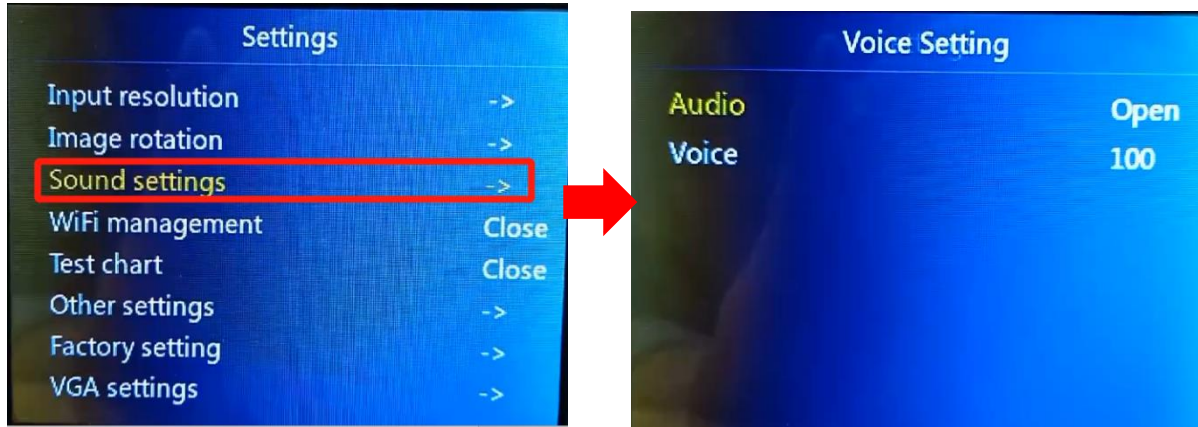 Settings
Input resolution ->
Image rotation ->
Sound settings ->
WiFi management Close
Test chart Close
Other settings ->
Factory setting ->
VGA settings ->
Voice Setting
Audio Open
Voice 100